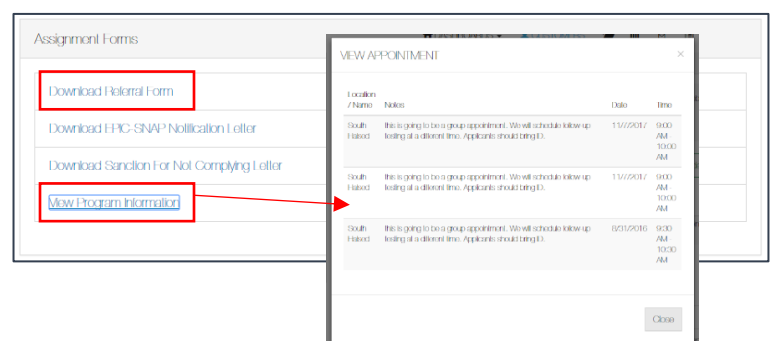 Assignment Forms
Download Referral Form
Download EPIC-SNAP Notification Letter
Download Sanction For Not Complying Letter
View Program Information
VIEW APPOINTMENT
×
Location
/ Name Notes Date Time
South this is going to be a group appointment. We will schedule follow up 11/7/2017 9:00
Halsted testing at a different time. Applicants should bring ID. AM -
10:00
AM
South this is going to be a group appointment. We will schedule follow up 11/7/2017 9:00
Halsted testing at a different time. Applicants should bring ID. AM
10:00
AM
South this is going to be a group appointment. We will schedule follow up 8/31/2016 9:30
Halsted testing at a different time. Applicants should bring ID. AM
10:30
AM
Close